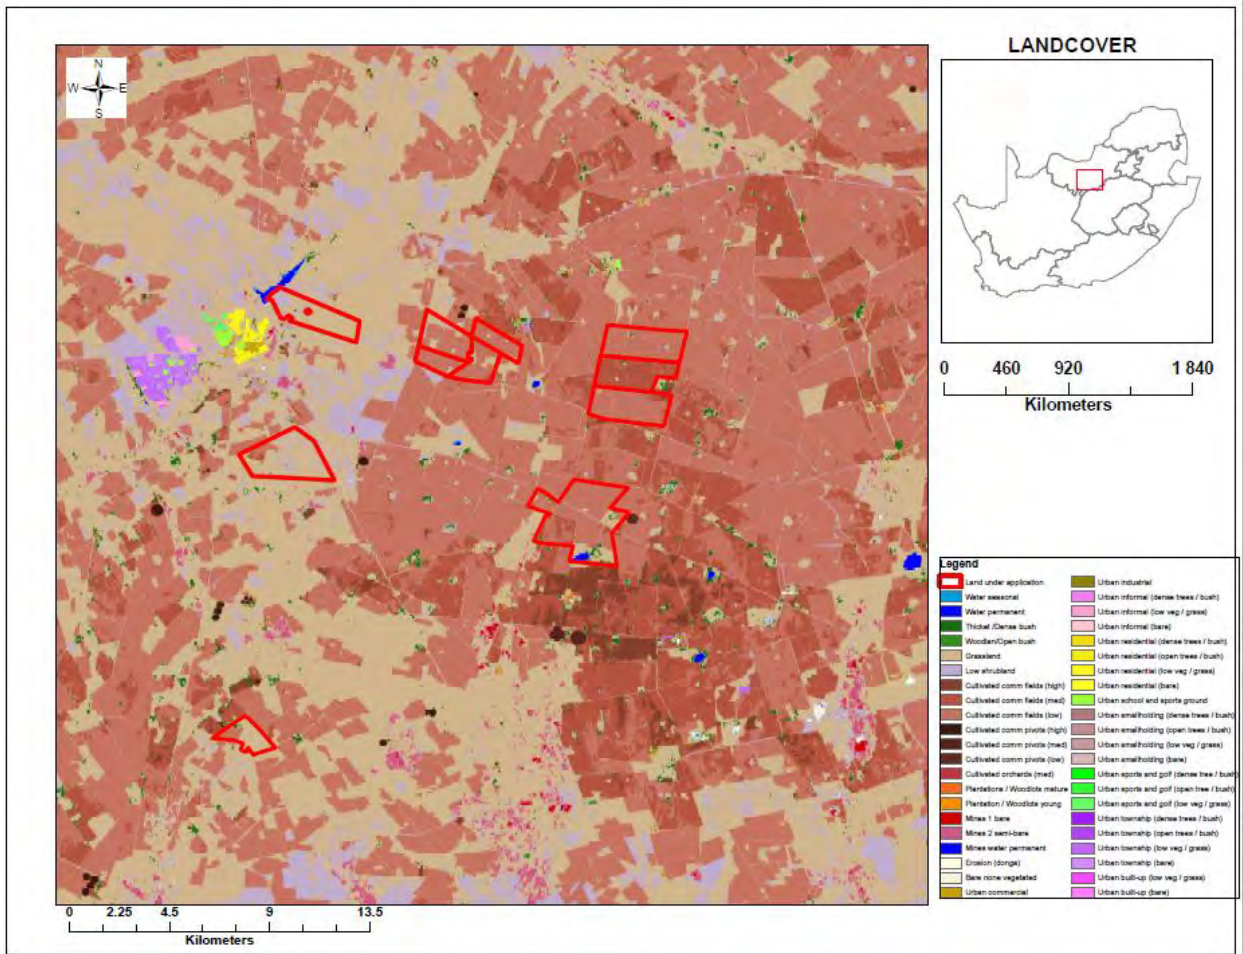 LANDCOVER
N
W E
S
0 460 920 1 840
Kilometers
Legend
Land under application
Water seasonal
Water permanent
Thicket /Dense bush
Woodlan/Open bush
Grassland
Low shrubland
Cultivated comm fields (high)
Cultivated comm fields (med)
Cultivated comm fields (low)
Cultivated comm pivots (high)
Cultivated comm pivots (med)
Cultivated comm pivots (low)
Cultivated orchards (med)
Plantations / Woodlots mature
Plantation / Woodlots young
Mines 1 bare
Mines 2 semi-bare
Mines water permanent
Erosion (donga)
Bare none vegetated
Urban commercial
Urban industrial
Urban informal (dense trees / bush)
Urban informal (low veg / grass)
Urban informal (bare)
Urban residential (dense trees / bush)
Urban residential (open trees / bush)
Urban residential (low veg / grass)
Urban residential (bare)
Urban school and sports ground
Urban smallholding (dense trees / bush)
Urban smallholding (open trees / bush)
Urban smallholding (low veg / grass)
Urban smallholding (bare)
Urban sports and golf (dense tree / bush)
Urban sports and golf (open tree / bush)
Urban sports and golf (low veg / grass)
Urban township (dense trees / bush)
Urban township (open trees / bush)
Urban township (low veg / grass)
Urban township (bare)
Urban built-up (low veg / grass)
Urban built-up (bare)
0 2.25 4.5 9 13.5
Kilometers